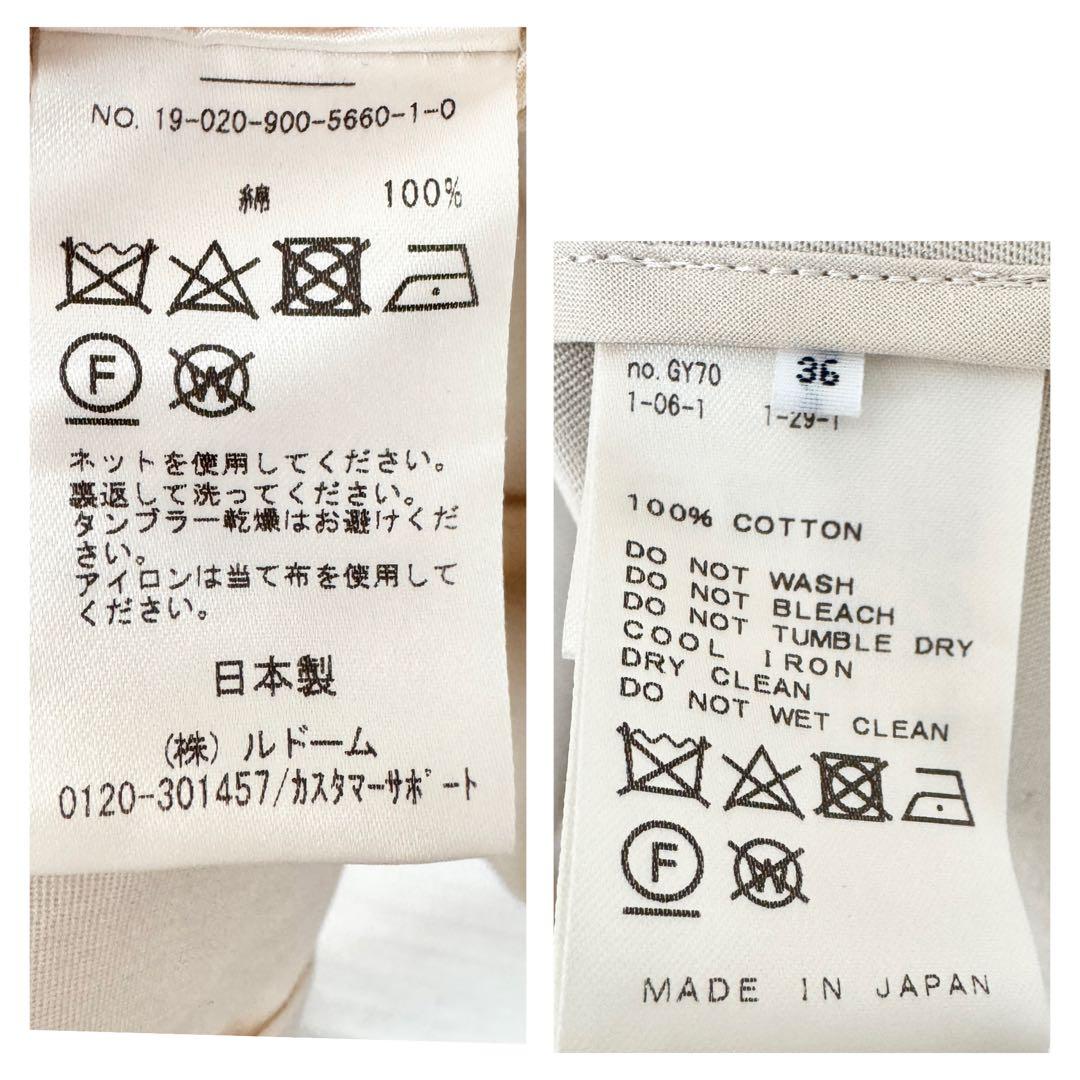 NO. 19-020-900-5660-1-0
綿 100%
F W
ネットを使用してください。
裏返して洗ってください。
タンブラー乾燥はお避けくだ
さい。
アイロンは当て布を使用して
ください。
日本製
(株) ルドーム
0120-301457/カスタマーサポート
no. GY70
36
1-06-1 1-29-1
100% COTTON
DO NOT WASH
DO NOT BLEACH
DO NOT TUMBLE DRY
COOL IRON
DRY CLEAN
DO NOT WET CLEAN
F W
MADE IN JAPAN